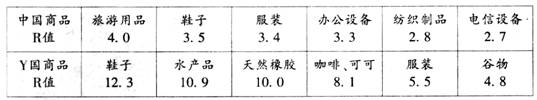 中国商品 旅游用品 鞋子 服装 办公设备 纺织制品 电信设备
R值 4.0 3.5 3.4 3.3 2.8 2.7
Y国商品 鞋子 水产品 天然橡胶 咖啡、可可 服装 谷物
R值 12.3 10.9 10.0 8.1 5.5 4.8